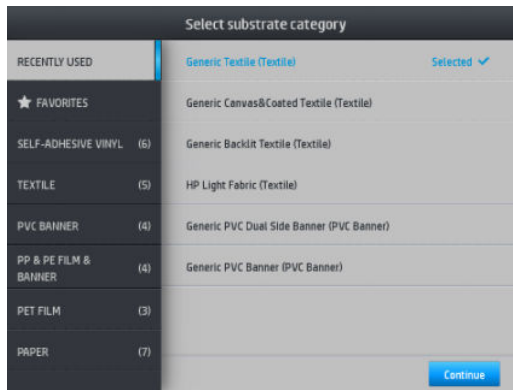 Select substrate category
RECENTLY USED
FAVORITES
SELF-ADHESIVE VINYL (6)
TEXTILE (5)
PVC BANNER (4)
PP & PE FILM &
BANNER (4)
PET FILM (3)
PAPER (7)
Generic Textile (Textile) Selected
Generic Canvas&Coated Textile (Textile)
Generic Backlit Textile (Textile)
HP Light Fabric (Textile)
Generic PVC Dual Side Banner (PVC Banner)
Generic PVC Banner (PVC Banner)
Continue